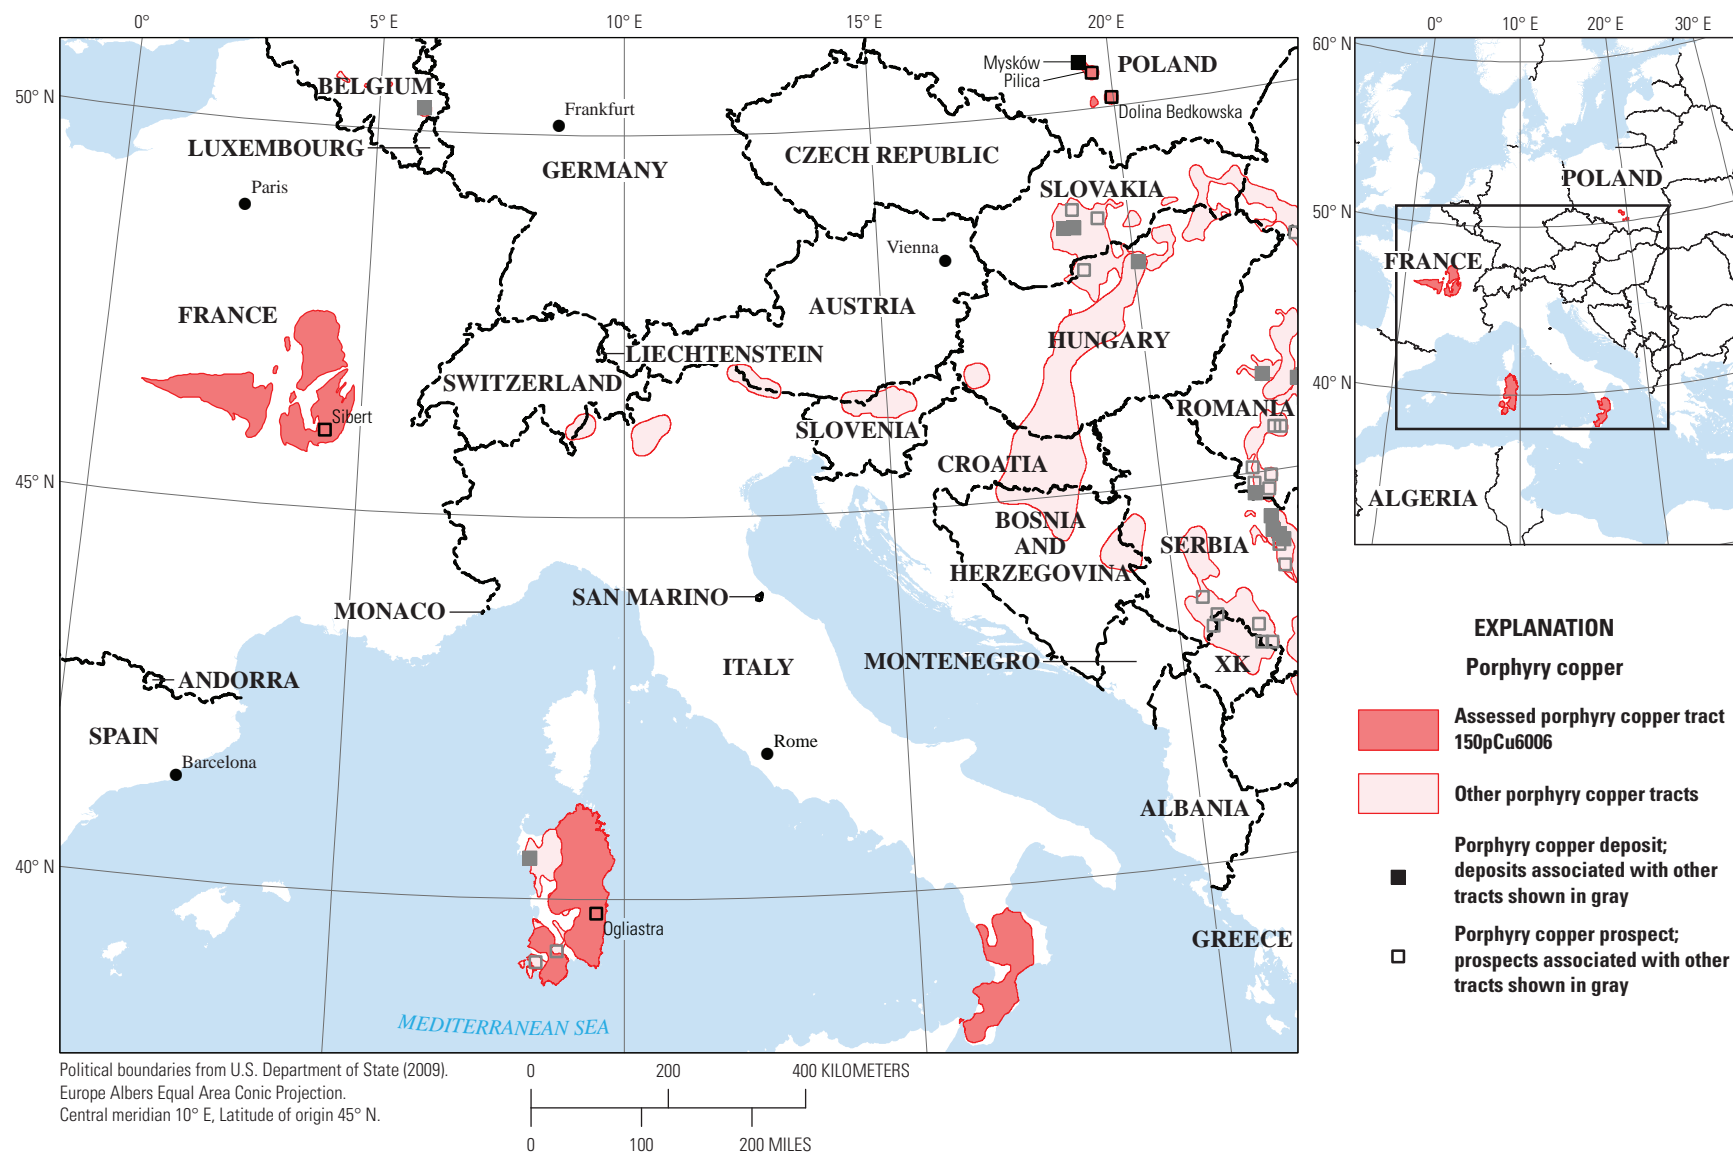 0°
5° E
10° E
15° E
20° E
50° N
45° N
40° N
BELGIUM
Frankfurt
LUXEMBOURG
GERMANY
Paris
CZECH REPUBLIC
Mysków
Pilica
POLAND
Dolina Bedkowska
SLOVAKIA
Vienna
AUSTRIA
FRANCE
HUNGARY
LIECHTENSTEIN
SWITZERLAND
Sibert
ROMANIA
SLOVENIA
CROATIA
BOSNIA
AND
HERZEGOVINA
SERBIA
SAN MARINO
MONACO
ITALY
MONTENEGRO
XK
ANDORRA
SPAIN
Barcelona
Rome
ALBANIA
Ogliastra
GREECE
MEDITERRANEAN SEA
Political boundaries from U.S. Department of State (2009).
Europe Albers Equal Area Conic Projection.
Central meridian 10° E, Latitude of origin 45° N.
0
200
400 KILOMETERS
0
100
200 MILES
0°
10° E
20° E
30° E
60° N
50° N
40° N
POLAND
FRANCE
ALGERIA
EXPLANATION
Porphyry copper
Assessed porphyry copper tract
150pCu6006
Other porphyry copper tracts
Porphyry copper deposit;
deposits associated with other
tracts shown in gray
Porphyry copper prospect;
prospects associated with other
tracts shown in gray